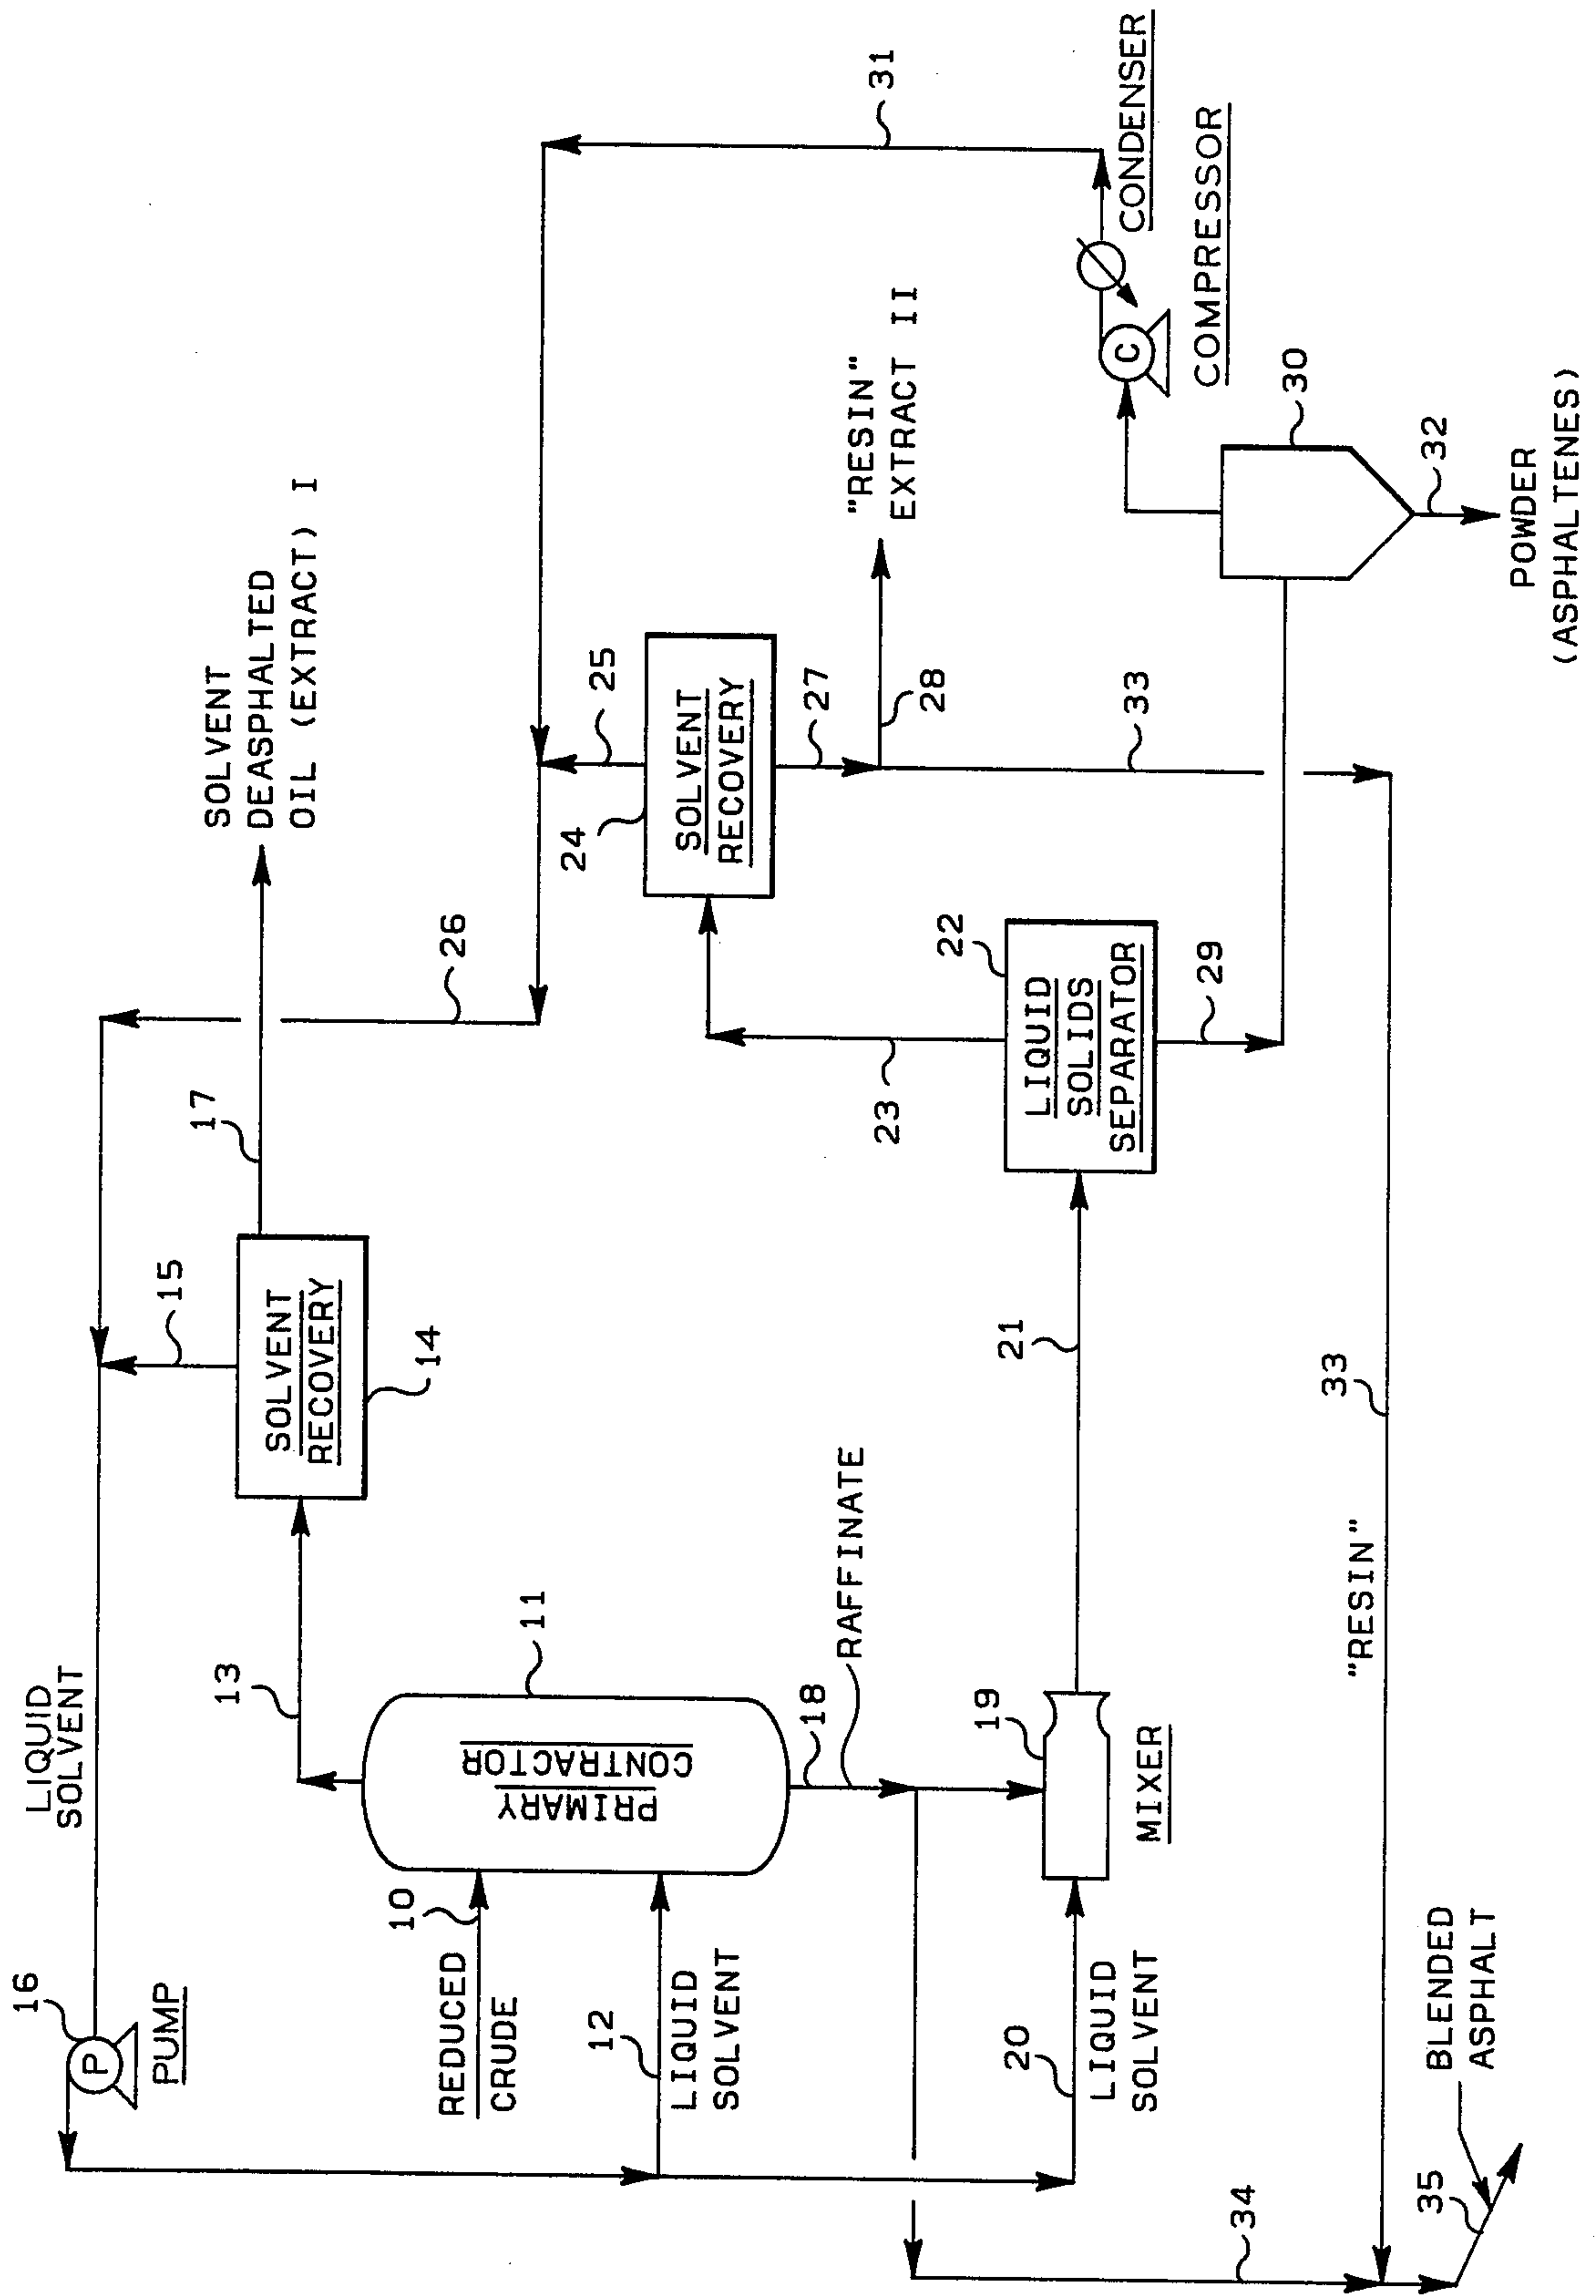 LIQUID
SOLVENT
16
P
PUMP
15
26
17
SOLVENT
DEASPHALTED
OIL (EXTRACT) I
13
SOLVENT
RECOVERY
14
31
10
REDUCED
CRUDE
12
LIQUID
SOLVENT
PRIMARY
CONTRACTOR
11
18
RAFFINATE
24
25
SOLVENT
RECOVERY
27
28
"RESIN"
EXTRACT II
23
22
LIQUID
SOLIDS
SEPARATOR
29
33
C
CONDENSER
COMPRESSOR
20
LIQUID
SOLVENT
19
MIXER
21
30
32
POWDER
(ASPHALTENES)
34
"RESIN"
33
35
BLENDED
ASPHALT